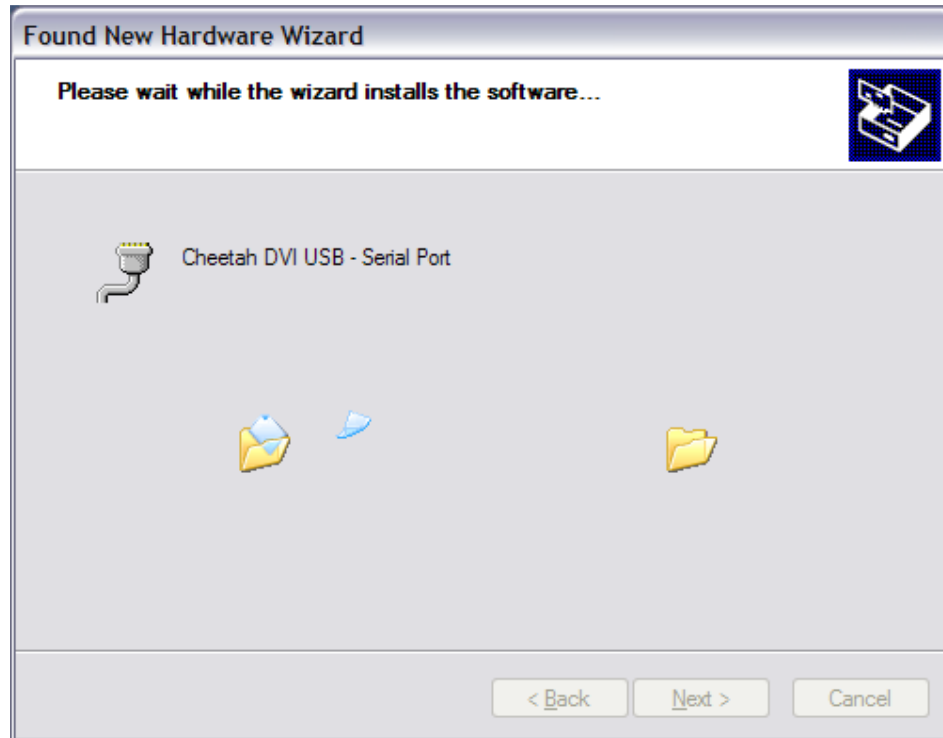 Found New Hardware Wizard
Please wait while the wizard installs the software...
Cheetah DVI USB - Serial Port
< Back
Next >
Cancel